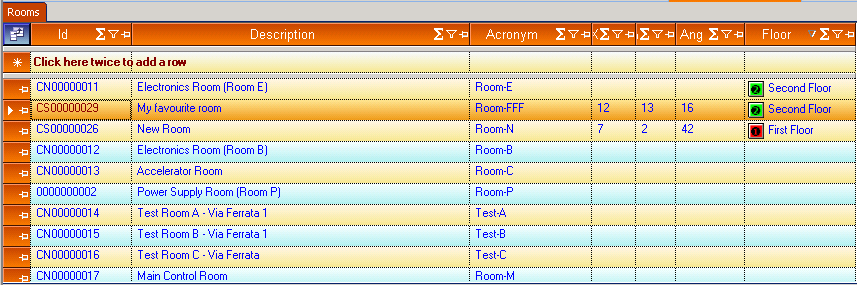 Rooms
Id Description Acronym X Ang Floor
Click here twice to add a row
CN00000011 Electronics Room (Room E) Room-E Second Floor
CS00000029 My favourite room Room-FFF 12 13 16 Second Floor
CS00000026 New Room Room-N 7 2 42 First Floor
CN00000012 Electronics Room (Room B) Room-B
CN00000013 Accelerator Room Room-C
0000000002 Power Supply Room (Room P) Room-P
CN00000014 Test Room A - Via Ferrata 1 Test-A
CN00000015 Test Room B - Via Ferrata 1 Test-B
CN00000016 Test Room C - Via Ferrata Test-C
CN00000017 Main Control Room Room-M